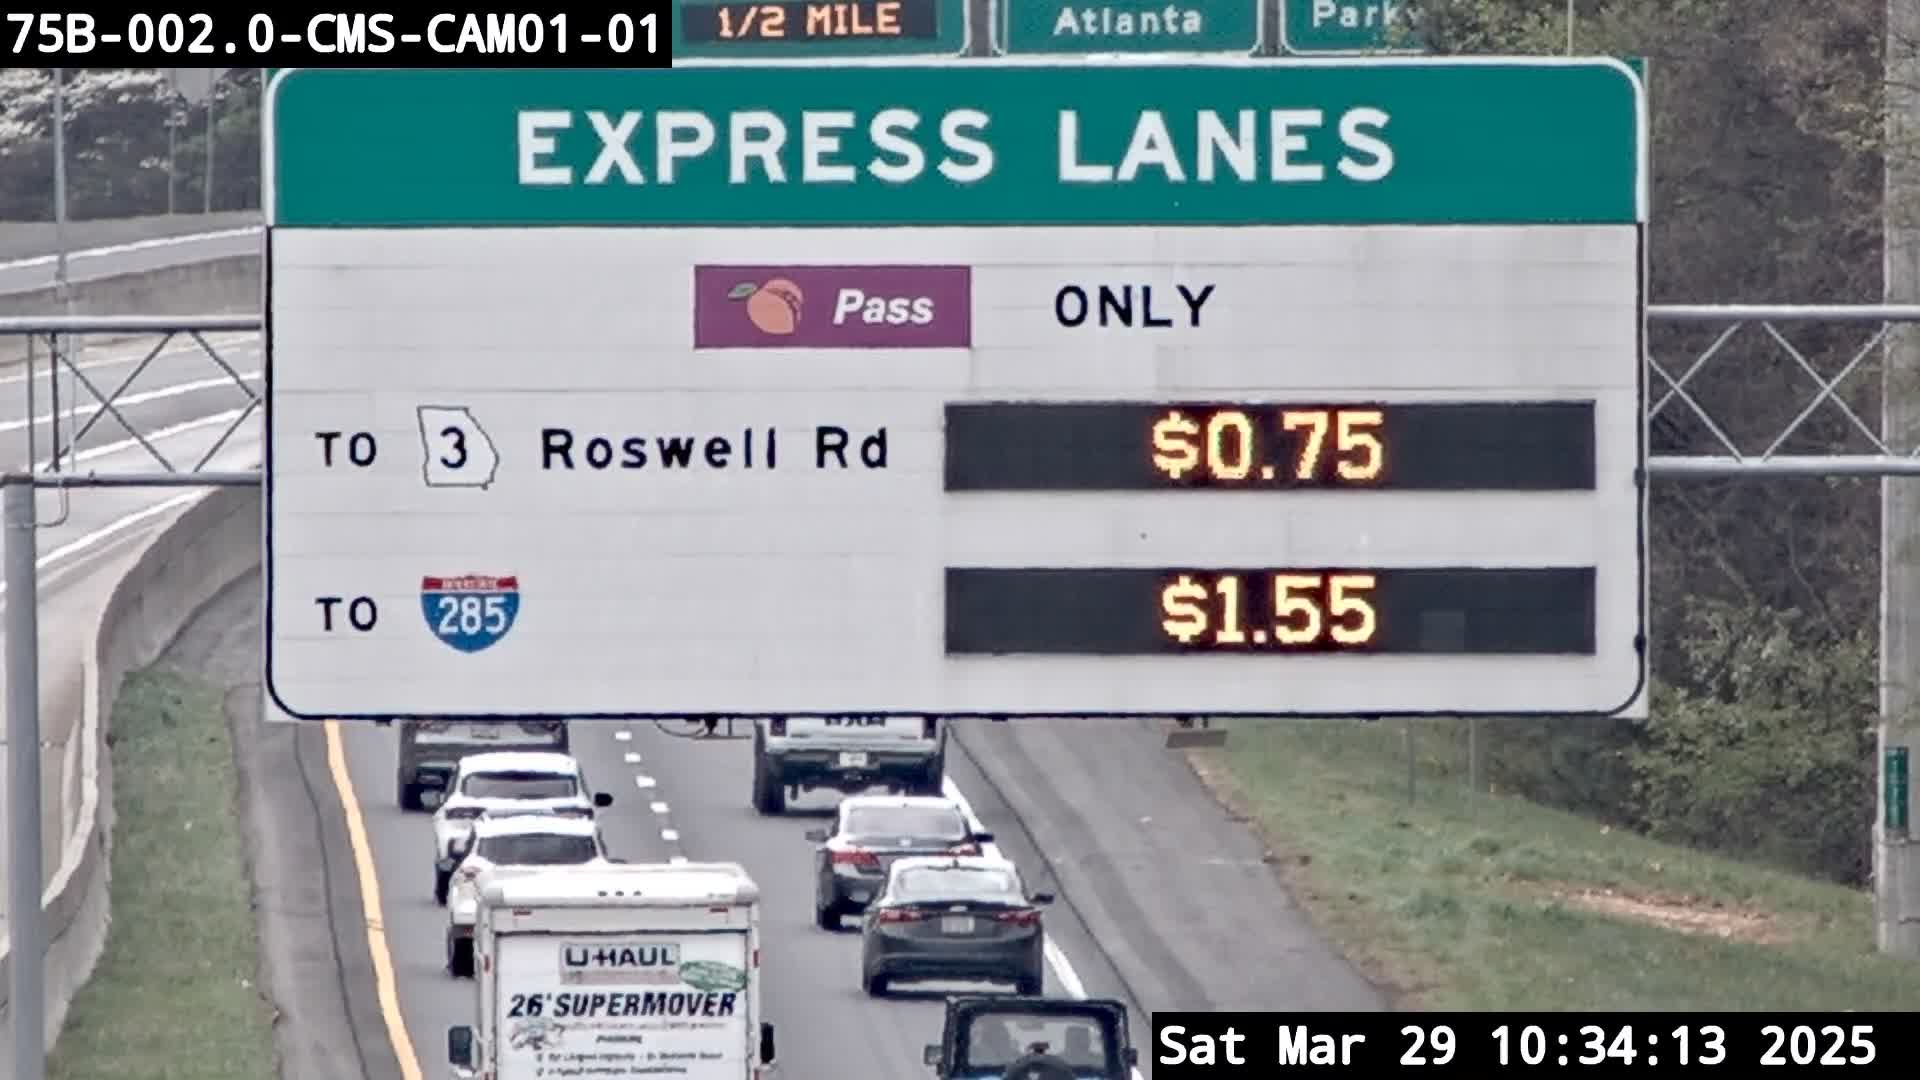 75B-002.0-CMS-CAM01-01
1/2 MILE
Atlanta
EXPRESS LANES
Pass ONLY
TO 3 Roswell Rd $0.75
INTERSTATE
TO 285 $1.55
U-HAUL
26' SUPERMOVER
Sat Mar 29 10:34:13 2025